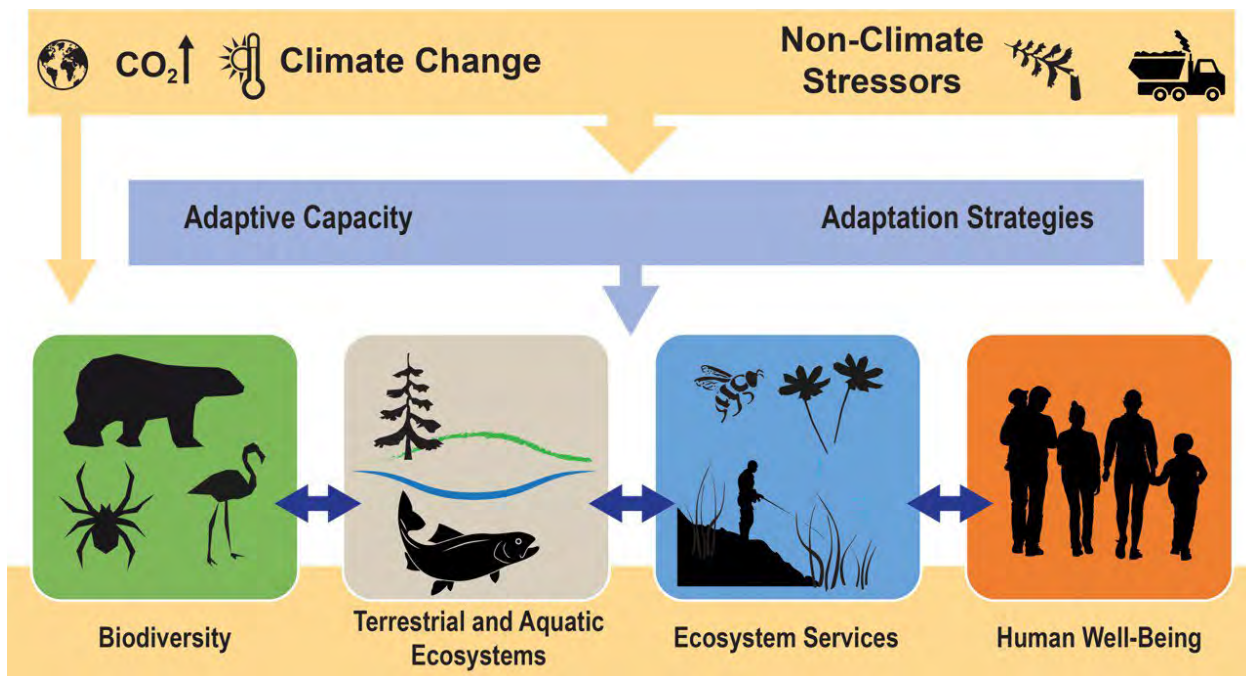 CO₂ Climate Change
Non-Climate
Stressors
Adaptive Capacity
Adaptation Strategies
Biodiversity
Terrestrial and Aquatic
Ecosystems
Ecosystem Services
Human Well-Being